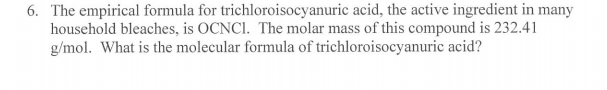 6. The empirical formula for trichloroisocyanuric acid, the active ingredient in many
household bleaches, is OCNCl. The molar mass of this compound is 232.41
g/mol. What is the molecular formula of trichloroisocyanuric acid?